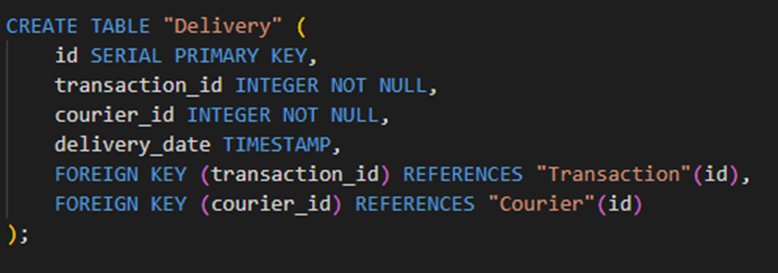 CREATE TABLE "Delivery" (
    id SERIAL PRIMARY KEY,
    transaction_id INTEGER NOT NULL,
    courier_id INTEGER NOT NULL,
    delivery_date TIMESTAMP,
    FOREIGN KEY (transaction_id) REFERENCES "Transaction"(id),
    FOREIGN KEY (courier_id) REFERENCES "Courier"(id)
);